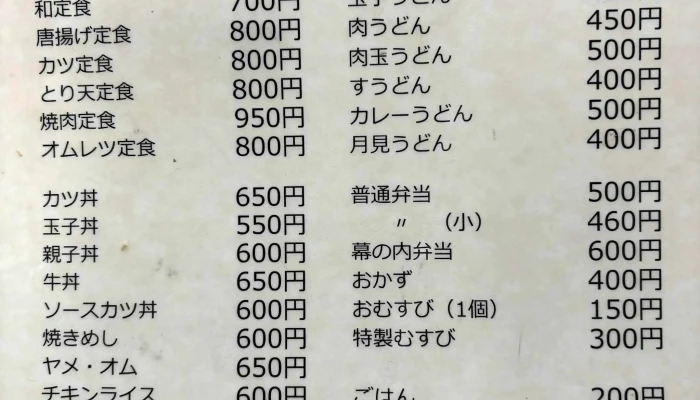 和定食 700円
唐揚げ定食 800円
カツ定食 800円
とり天定食 800円
焼肉定食 950円
オムレツ定食 800円
カツ丼 650円
玉子丼 550円
親子丼 600円
牛丼 650円
ソースカツ丼 600円
焼きめし 600円
ヤメ・オム 650円
チキンライス 600円
玉子うどん
肉うどん 450円
肉玉うどん 500円
すうどん 400円
カレーうどん 500円
月見うどん 400円
普通弁当 500円
〃 （小） 460円
幕の内弁当 600円
おかず 400円
おむすび（1個） 150円
特製むすび 300円
ごはん 200円